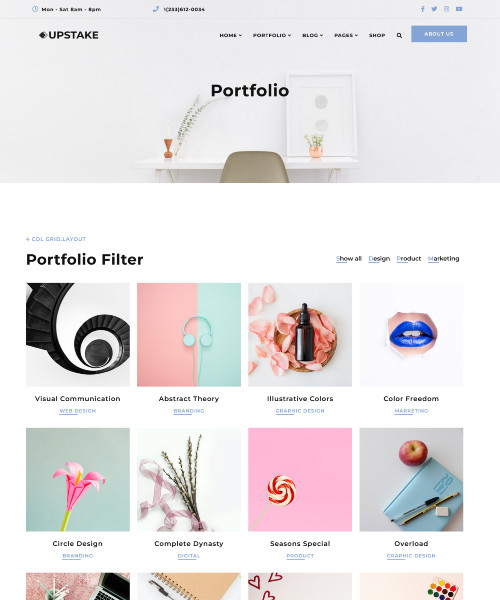 Mon - Sat 8am - 8pm
1(233)612-0034
UPSTAKE
HOME PORTFOLIO BLOG PAGES SHOP
ABOUT US
Portfolio
4 COL GRID.LAYOUT
Portfolio Filter
Show all Design Product Marketing
Visual Communication Abstract Theory Illustrative Colors Color Freedom
WEB DESIGN BRANDING GRAPHIC DESIGN MARKETING
Circle Design Complete Dynasty Seasons Special Overload
BRANDING DIGITAL PRODUCT GRAPHIC DESIGN